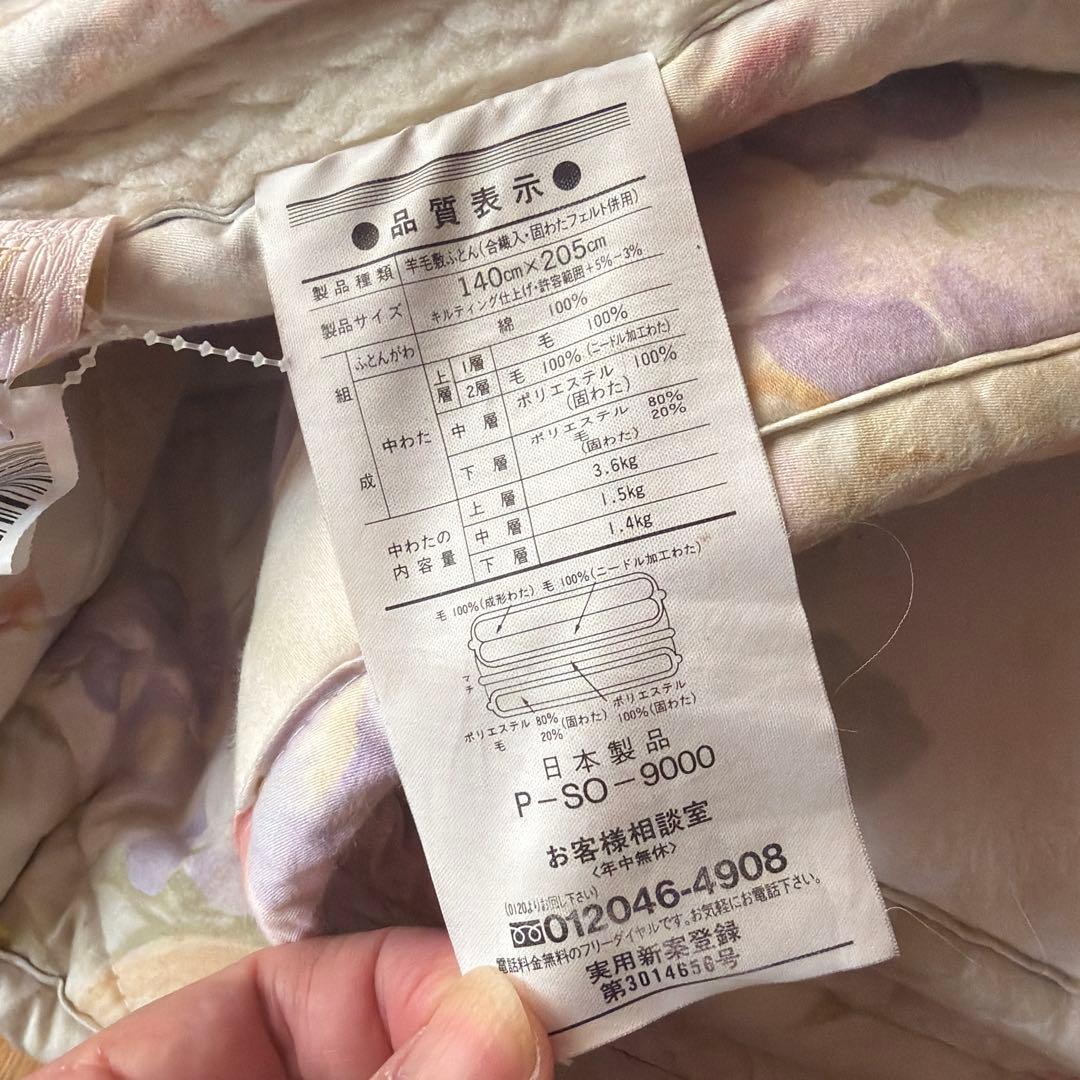 ●品質表示●
製品種類 羊毛敷ふとん(合繊入・固わたフェルト併用)
製品サイズ 140cm×205cm
キルティング仕上げ・許容範囲+5%−3%
組成 ふとんがわ 綿 100%
中わた 上層 1層 毛 100%
2層 毛 100%(ニードル加工わた)
中層 ポリエステル 100%
(固わた)
下層 ポリエステル 80%
毛 20%
(固わた)
中わたの内容量 上層 3.6kg
中層 1.5kg
下層 1.4kg
毛 100%(成形わた) 毛 100%(ニードル加工わた)
マチ
ポリエステル 80%(固わた) ポリエステル
毛 20% 100%(固わた)
日本製品
P−SO−9000
お客様相談室
〈年中無休〉
(0120よりお回し下さい)
012046-4908
電話料金無料のフリーダイヤルです。お気軽にお電話下さい。
実用新案登録
第3014656号